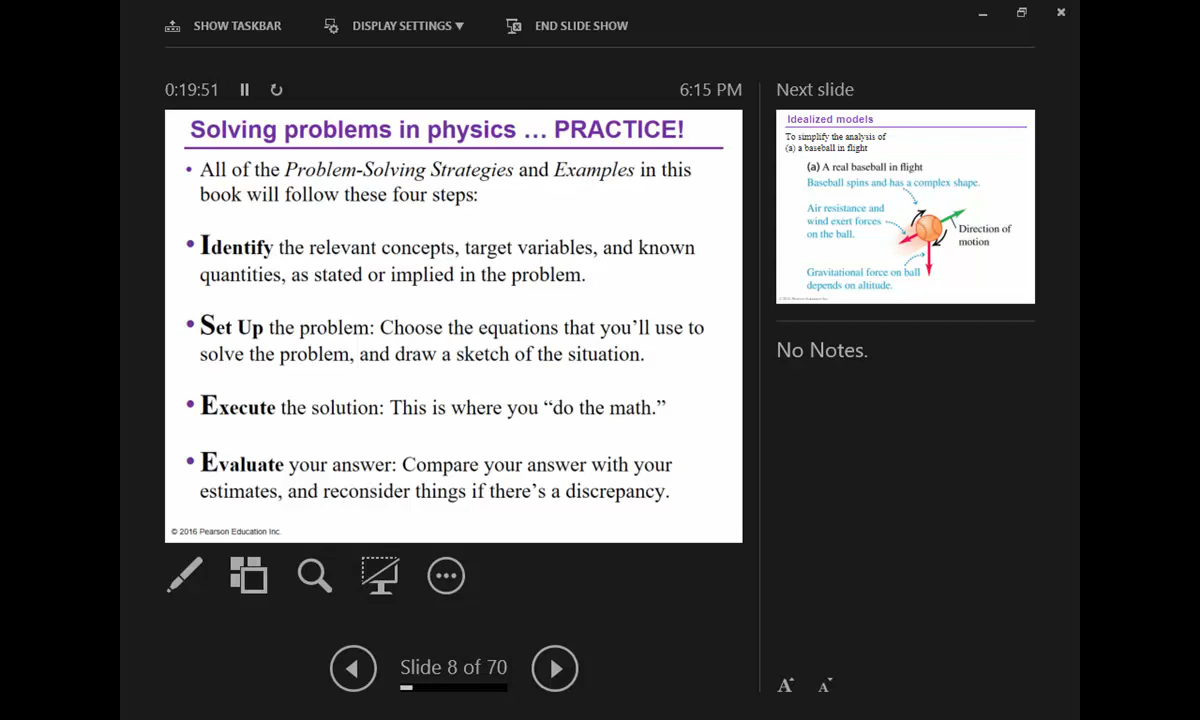 SHOW TASKBAR DISPLAY SETTINGS ▼ END SLIDE SHOW
0:19:51 6:15 PM
Solving problems in physics … PRACTICE!
• All of the Problem-Solving Strategies and Examples in this
book will follow these four steps:
• Identify the relevant concepts, target variables, and known
quantities, as stated or implied in the problem.
• Set Up the problem: Choose the equations that you’ll use to
solve the problem, and draw a sketch of the situation.
• Execute the solution: This is where you “do the math.”
• Evaluate your answer: Compare your answer with your
estimates, and reconsider things if there’s a discrepancy.
© 2016 Pearson Education Inc.
Slide 8 of 70
Next slide
Idealized models
To simplify the analysis of
(a) a baseball in flight
(a) A real baseball in flight
Baseball spins and has a complex shape.
Air resistance and
wind exert forces
on the ball.
Direction of
motion
Gravitational force on ball
depends on altitude.
© 2016 Pearson Education Inc.
No Notes.
A A